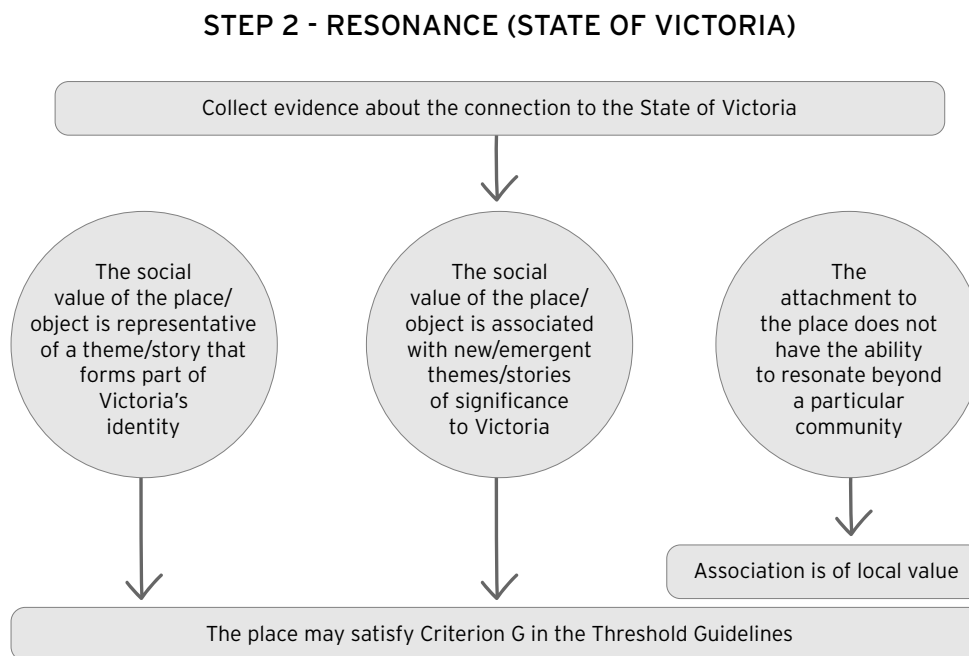 STEP 2 - RESONANCE (STATE OF VICTORIA)
Collect evidence about the connection to the State of Victoria
The social
value of the place/
object is representative
of a theme/story that
forms part of
Victoria’s
identity
The social
value of the place/
object is associated
with new/emergent
themes/stories
of significance
to Victoria
The
attachment to
the place does not
have the ability
to resonate beyond
a particular
community
Association is of local value
The place may satisfy Criterion G in the Threshold Guidelines